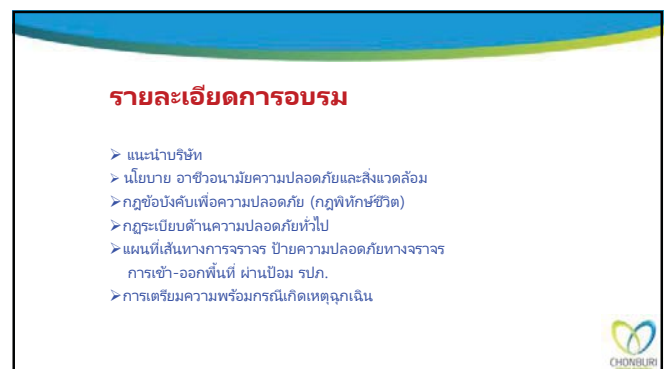 รายละเอียดการอบรม
➢ แนะนำบริษัท
➢ นโยบาย อาชีวอนามัยความปลอดภัยและสิ่งแวดล้อม
➢กฎข้อบังคับเพื่อความปลอดภัย (กฎพิทักษ์ชีวิต)
➢กฎระเบียบด้านความปลอดภัยทั่วไป
➢แผนที่เส้นทางการจราจร ป้ายความปลอดภัยทางจราจร
การเข้า-ออกพื้นที่ ผ่านป้อม รปภ.
➢การเตรียมความพร้อมกรณีเกิดเหตุฉุกเฉิน
CHONBURI